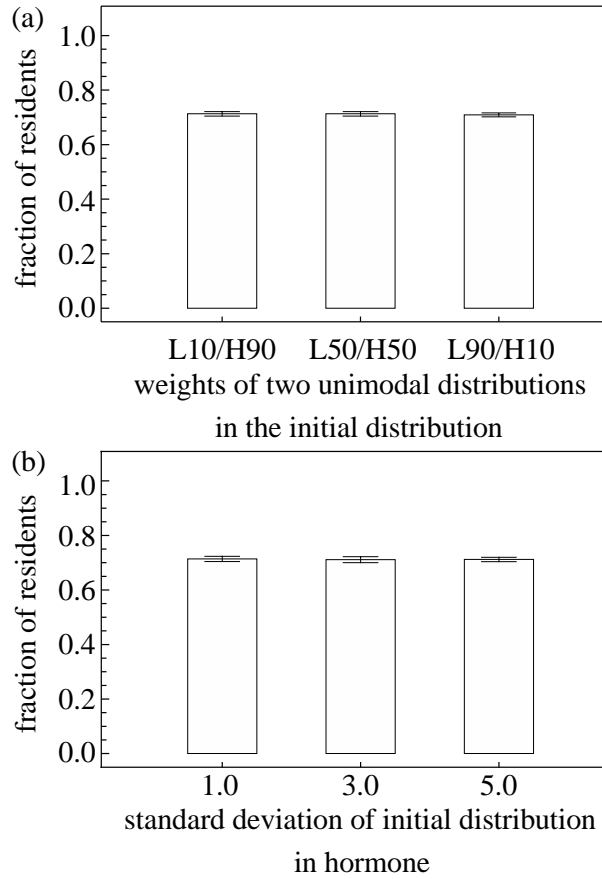 (a)
fraction of residents
1.0
0.8
0.6
0.4
0.2
0.0
L10/H90 L50/H50 L90/H10
weights of two unimodal distributions
in the initial distribution
(b)
fraction of residents
1.0
0.8
0.6
0.4
0.2
0.0
1.0 3.0 5.0
standard deviation of initial distribution
in hormone